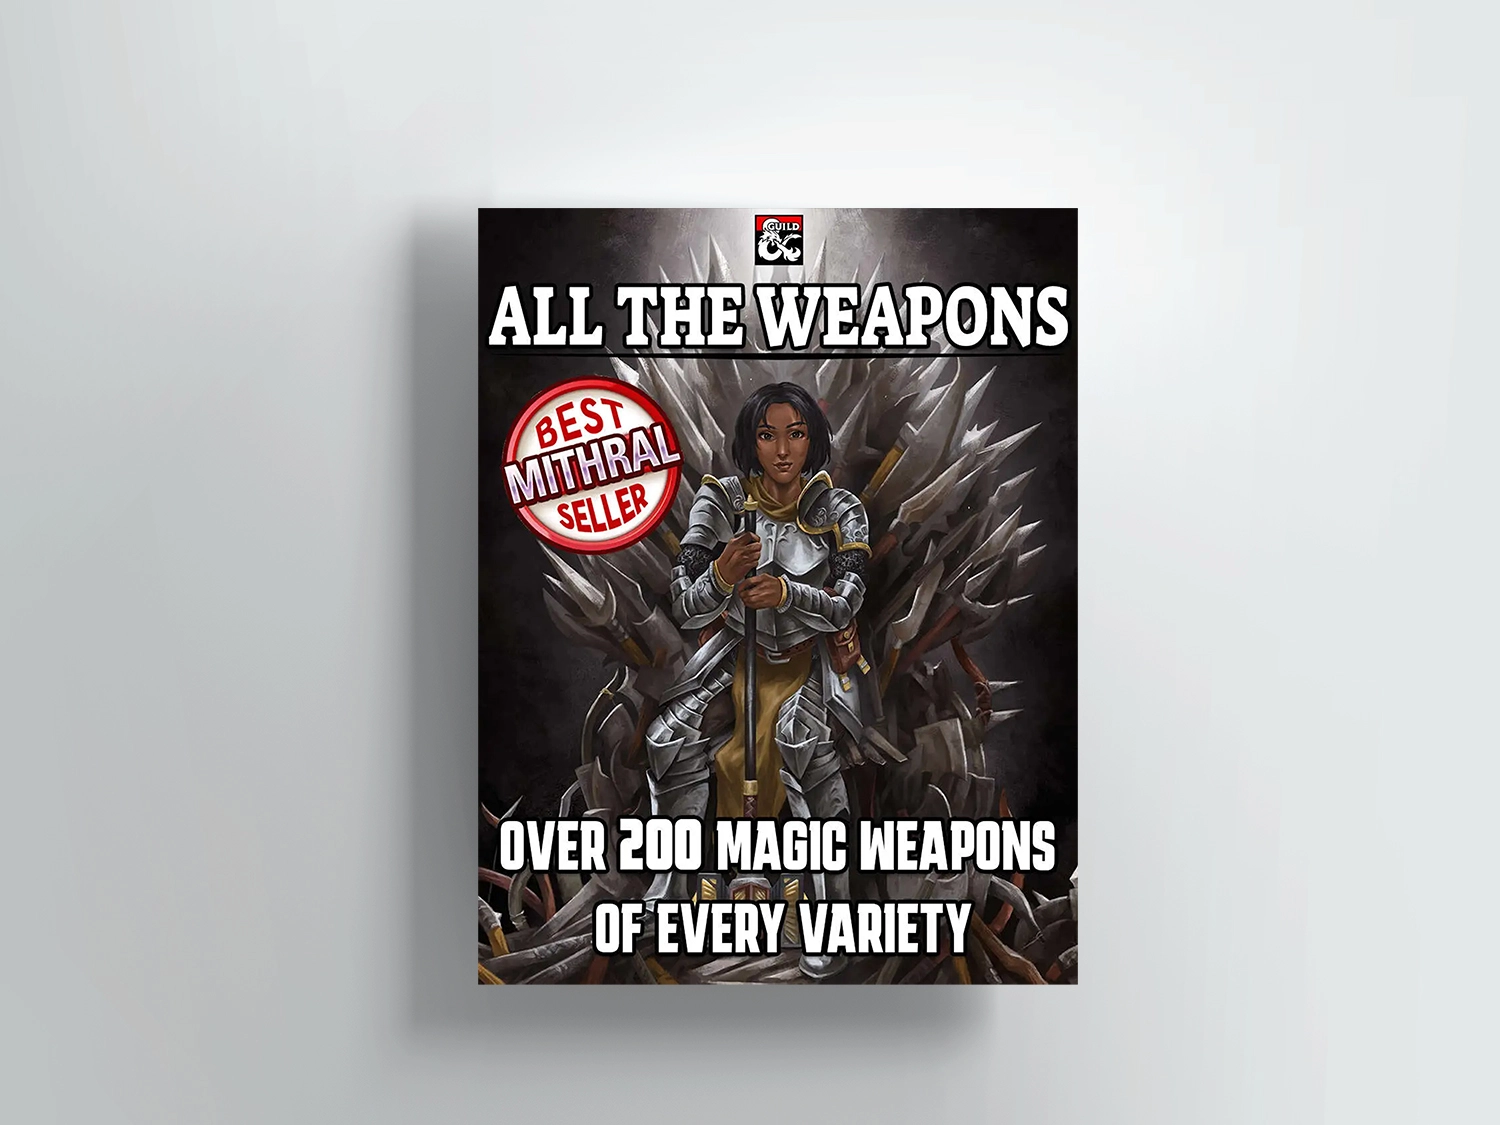 GUILD
ALL THE WEAPONS
BEST
MITHRAL
SELLER
OVER 200 MAGIC WEAPONS
OF EVERY VARIETY